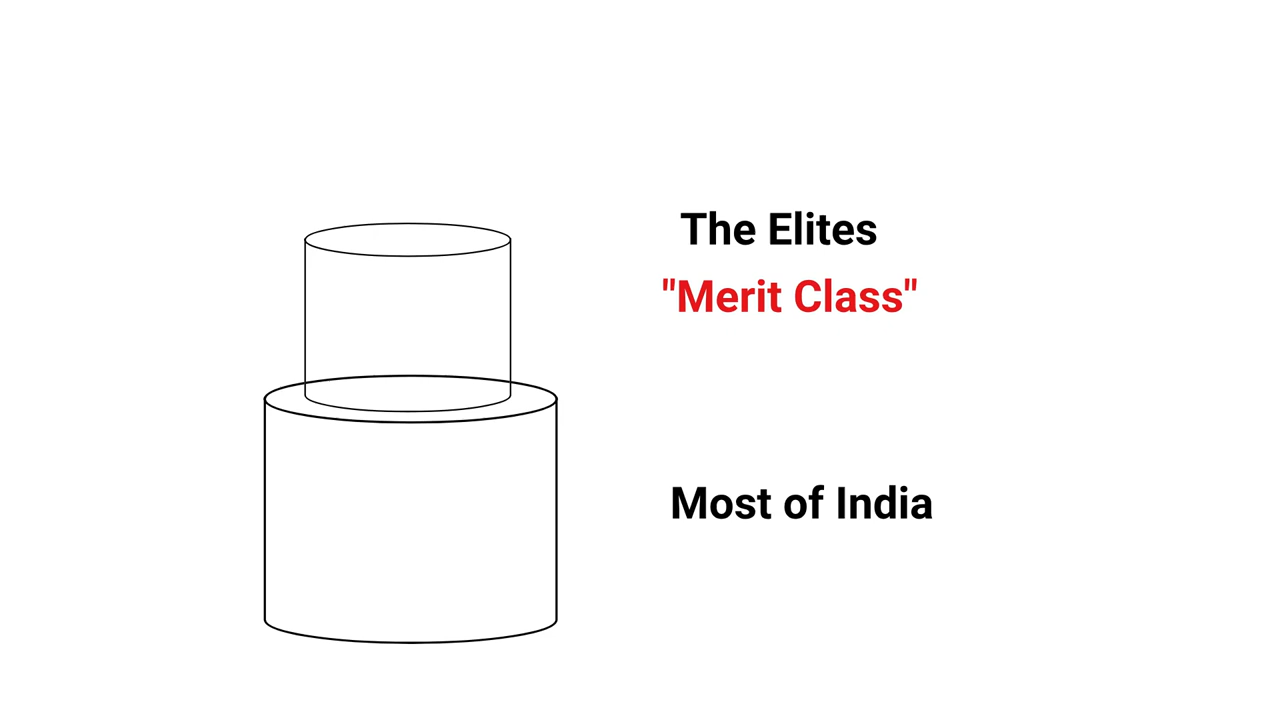 The Elites
"Merit Class"
Most of India